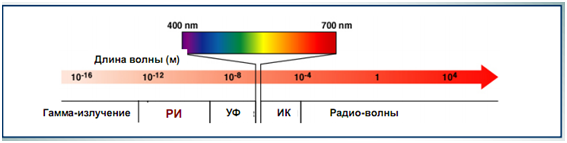 400 nm 700 nm
Длина волны (м)
10⁻¹⁶ 10⁻¹² 10⁻⁸ 10⁻⁴ 1 10⁴
Гамма-излучение РИ УФ ИК Радио-волны